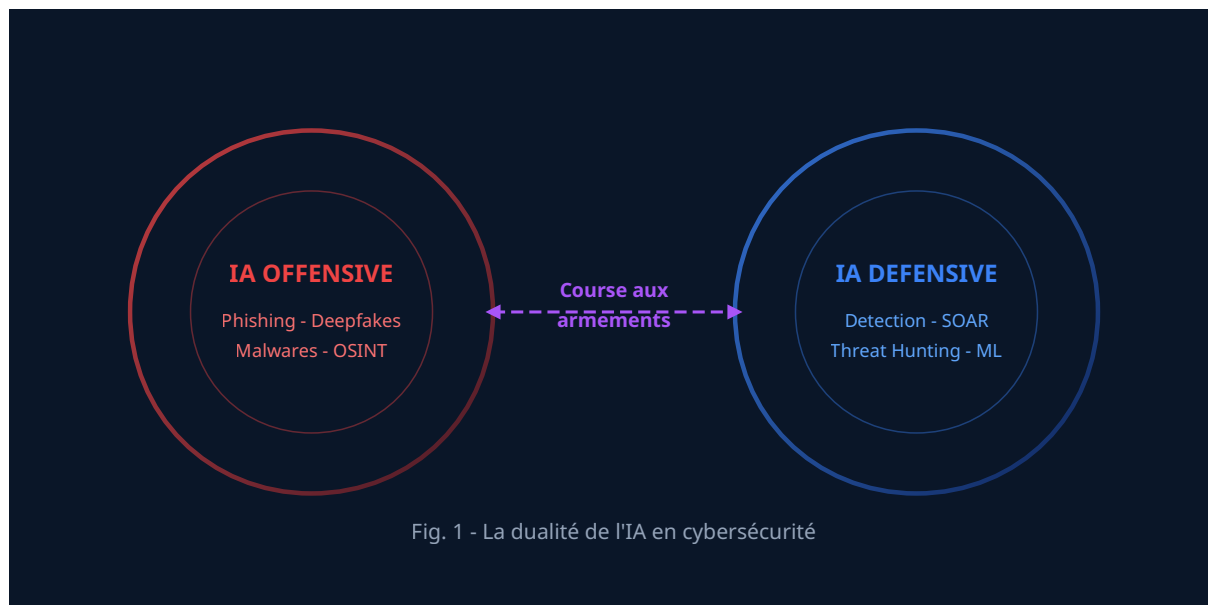 IA OFFENSIVE
Phishing - Deepfakes
Malwares - OSINT
Course aux
armements
IA DEFENSIVE
Detection - SOAR
Threat Hunting - ML
Fig. 1 - La dualité de l'IA en cybersécurité